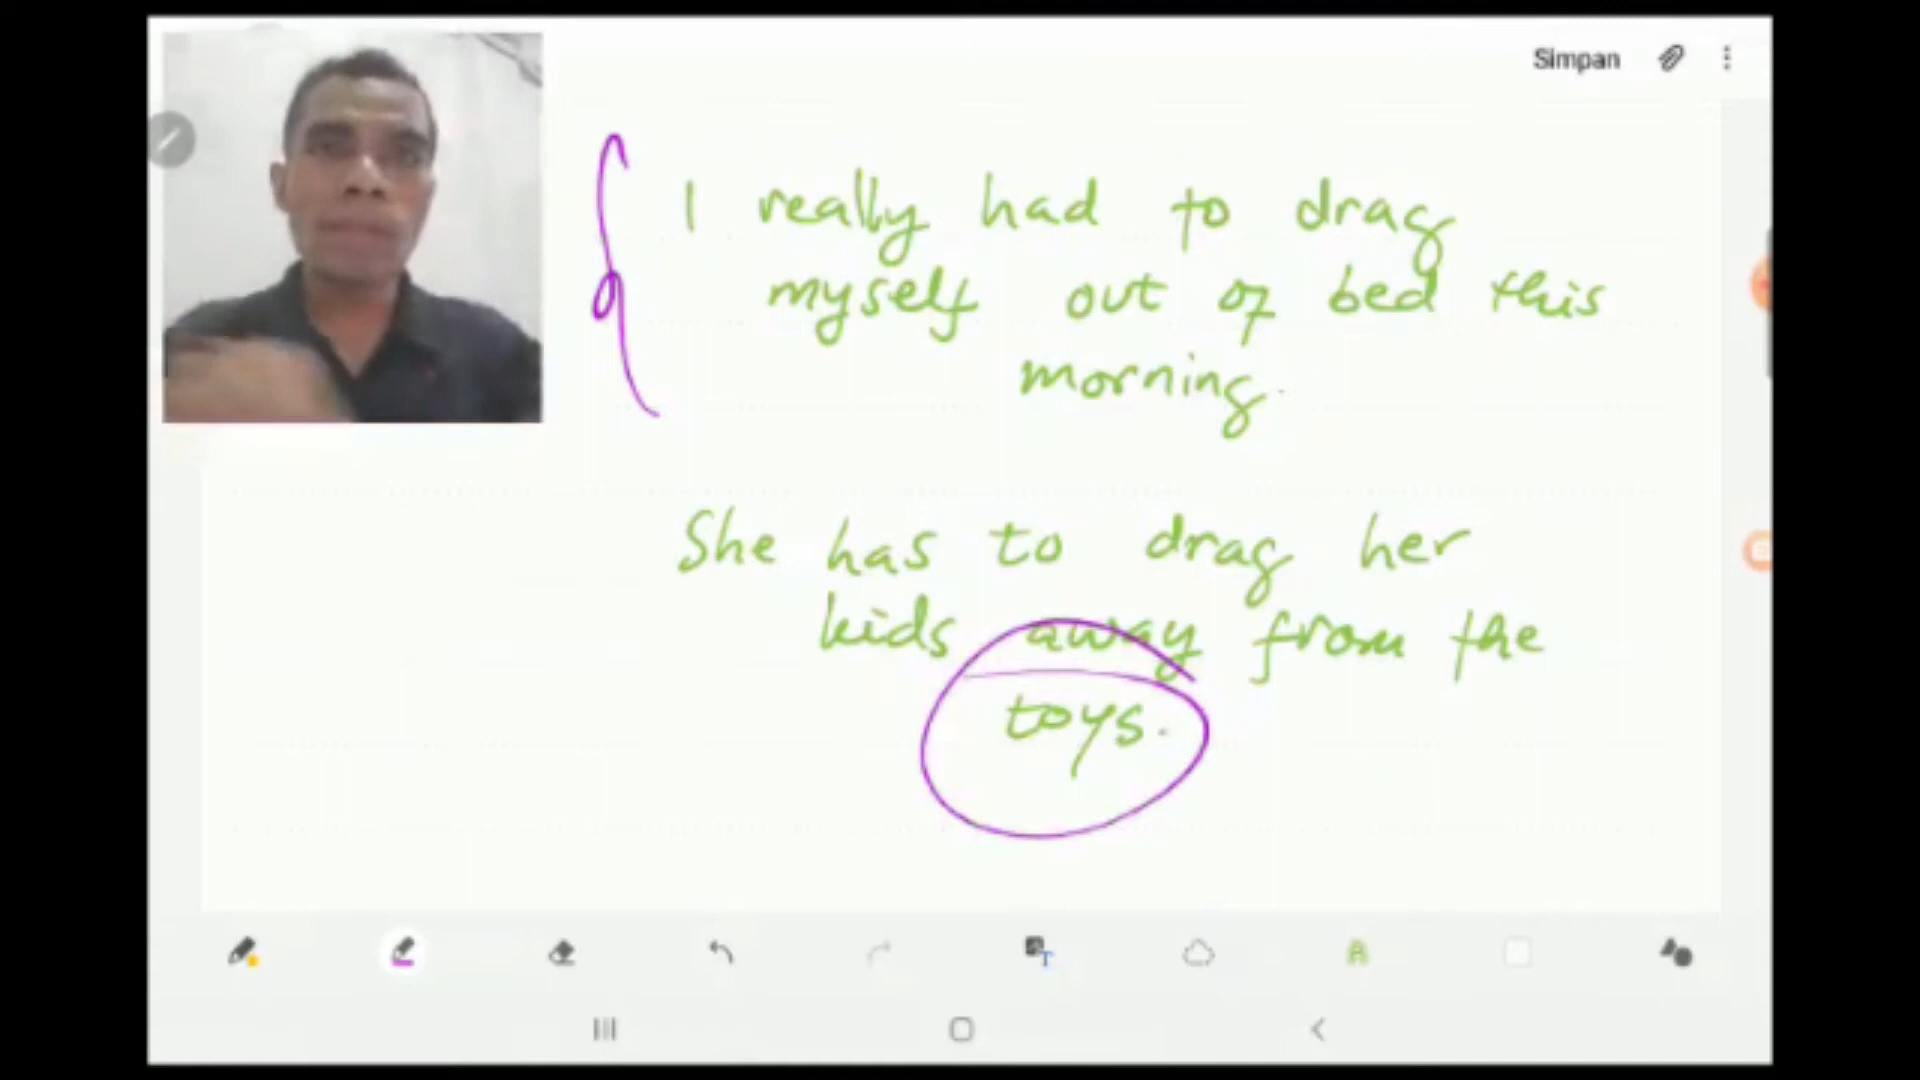 Simpan
I really had to drag
myself out of bed this
morning.
She has to drag her
kids away from the
toys.